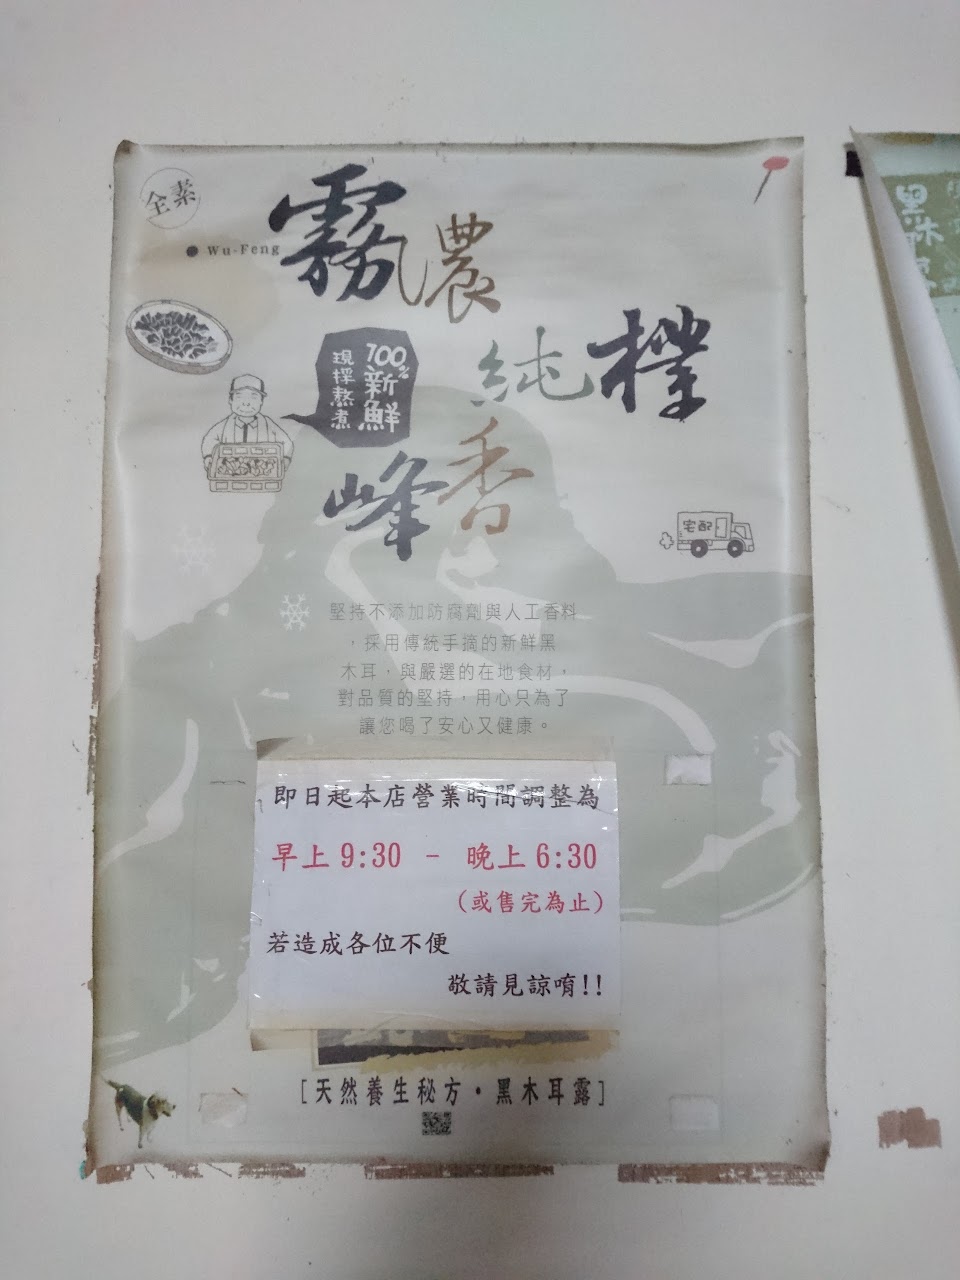 全素
Wu-Feng
霧農
純樸
100%新鮮
現採熬煮
峰香
宅配
堅持不添加防腐劑與人工香料
，採用傳統手摘的新鮮黑
木耳，與嚴選的在地食材，
對品質的堅持，用心只為了
讓您喝了安心又健康。
即日起本店營業時間調整為
早上9:30 - 晚上6:30
(或售完為止)
若造成各位不便
敬請見諒唷!!
[天然養生秘方·黑木耳露]
黑木